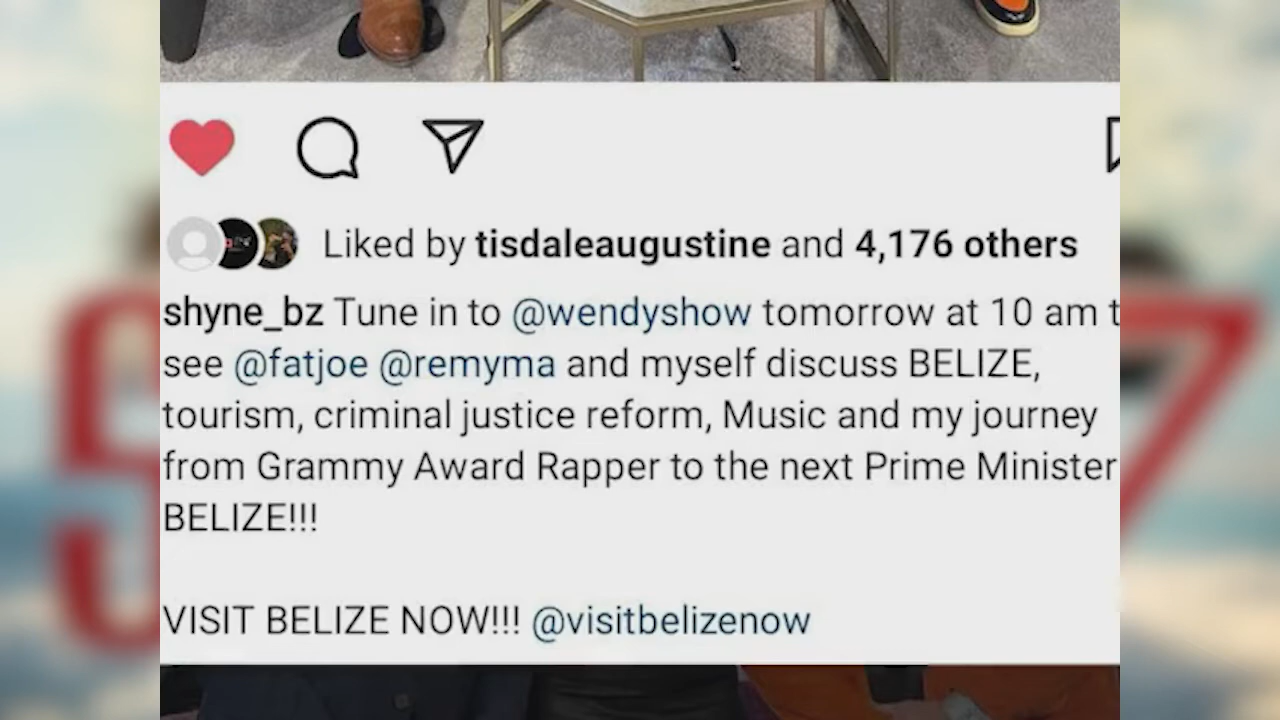 Liked by tisdaleaugustine and 4,176 others
shyne_bz Tune in to @wendyshow tomorrow at 10 am t
see @fatjoe @remyma and myself discuss BELIZE,
tourism, criminal justice reform, Music and my journey
from Grammy Award Rapper to the next Prime Minister
BELIZE!!!
VISIT BELIZE NOW!!! @visitbelizenow